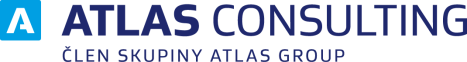 A ATLAS CONSULTING
ČLEN SKUPINY ATLAS GROUP